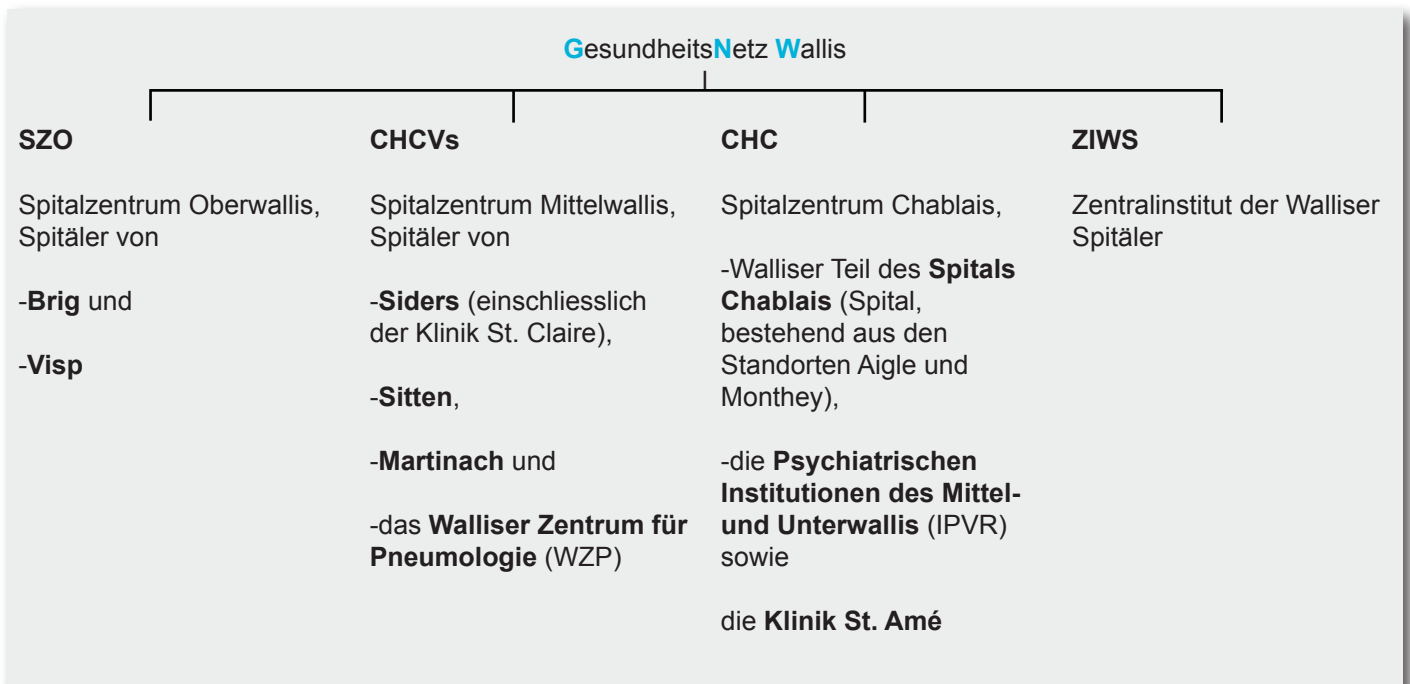 GesundheitsNetz Wallis
SZO
Spitalzentrum Oberwallis,
Spitäler von
-Brig und
-Visp
CHCVs
Spitalzentrum Mittelwallis,
Spitäler von
-Siders (einschliesslich
der Klinik St. Claire),
-Sitten,
-Martinach und
-das Walliser Zentrum für
Pneumologie (WZP)
CHC
Spitalzentrum Chablais,
-Walliser Teil des Spitals
Chablais (Spital,
bestehend aus den
Standorten Aigle und
Monthey),
-die Psychiatrischen
Institutionen des Mittel-
und Unterwallis (IPVR)
sowie
die Klinik St. Amé
ZIWS
Zentralinstitut der Walliser
Spitäler